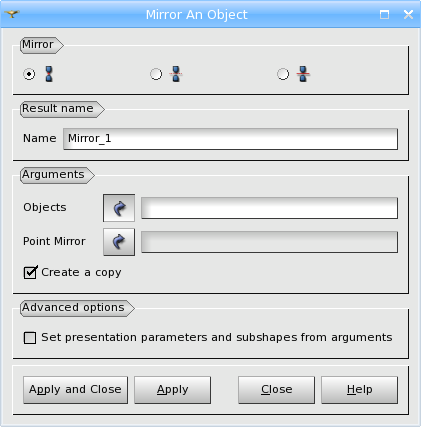 Mirror An Object
Mirror
Result name
Name Mirror_1
Arguments
Objects
Point Mirror
Create a copy
Advanced options
Set presentation parameters and subshapes from arguments
Apply and Close Apply Close Help